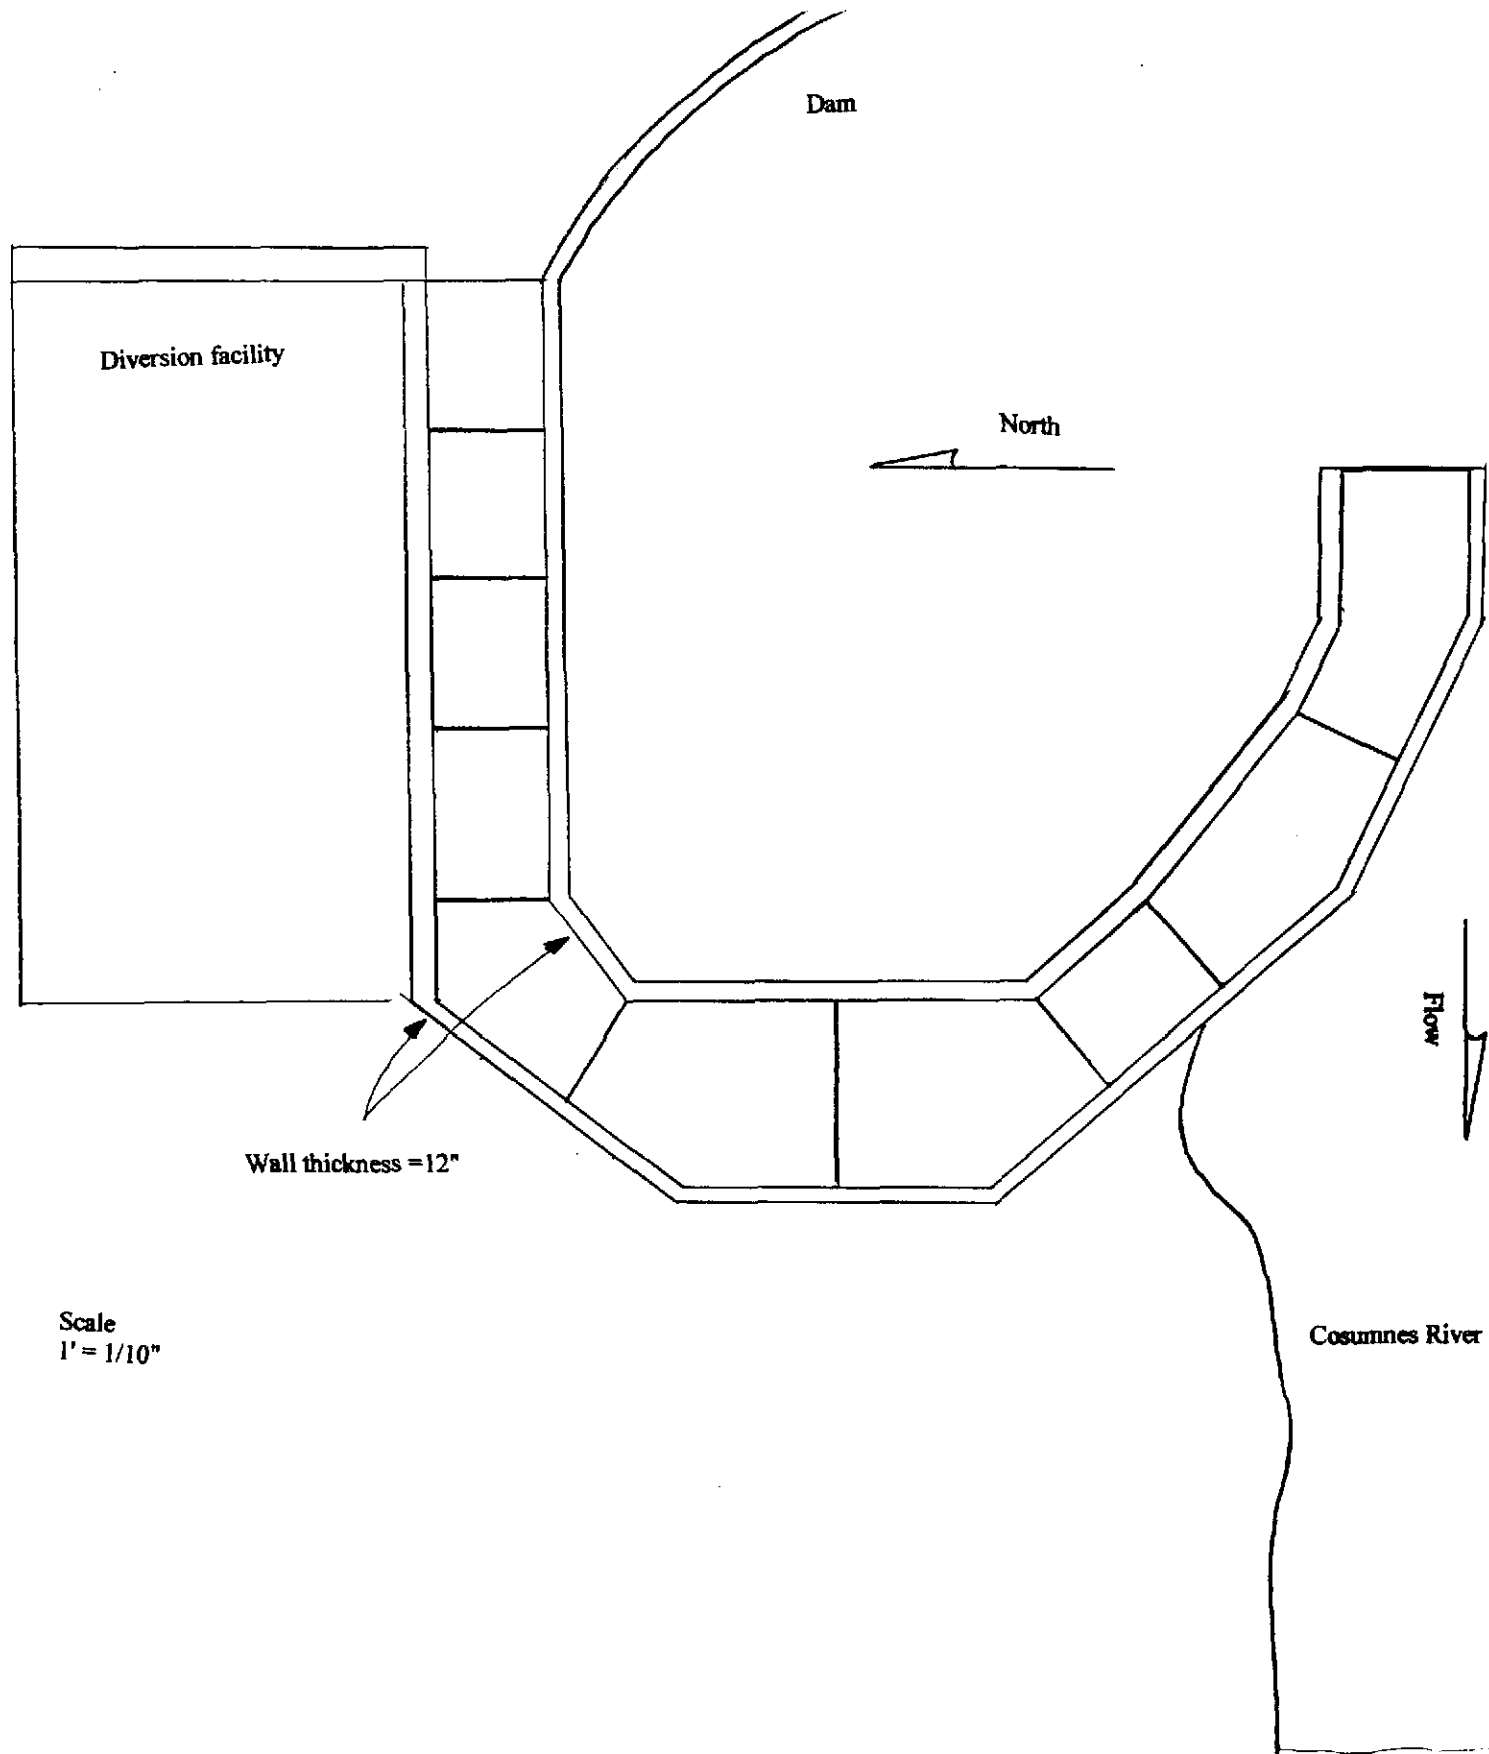 Dam
Diversion facility
North
Flow
Wall thickness =12"
Scale
1' = 1/10"
Cosumnes River